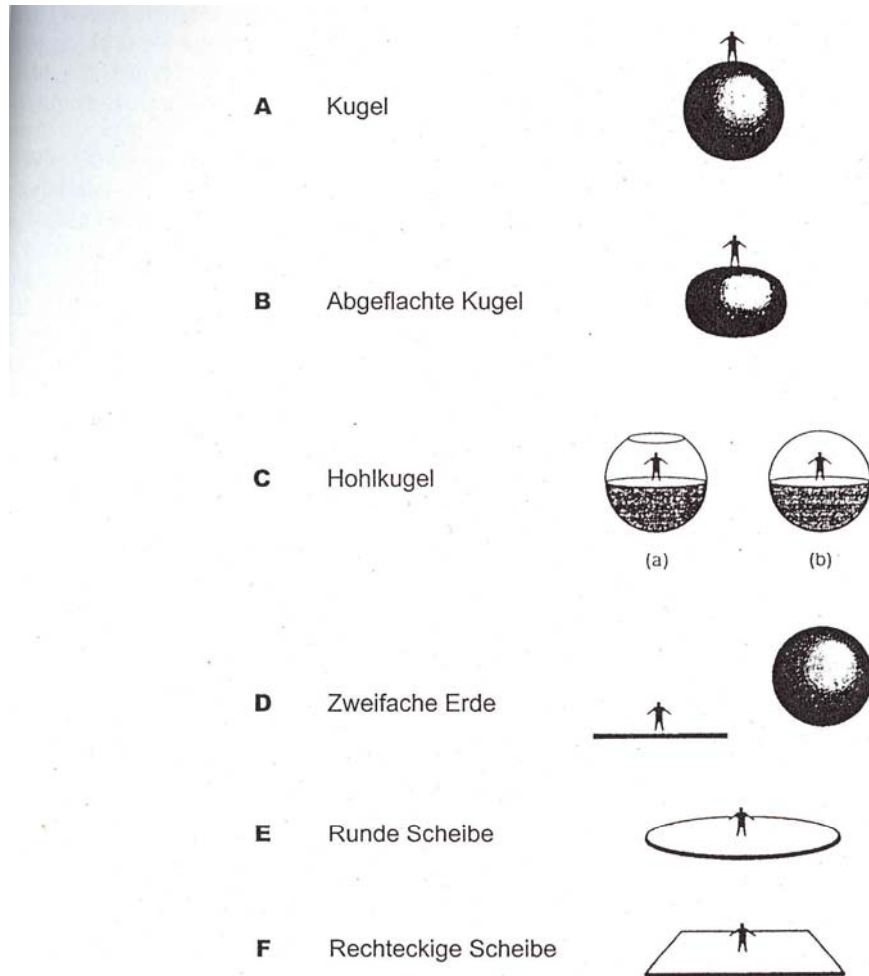 A Kugel
B Abgeflachte Kugel
C Hohlkugel
(a) (b)
D Zweifache Erde
E Runde Scheibe
F Rechteckige Scheibe